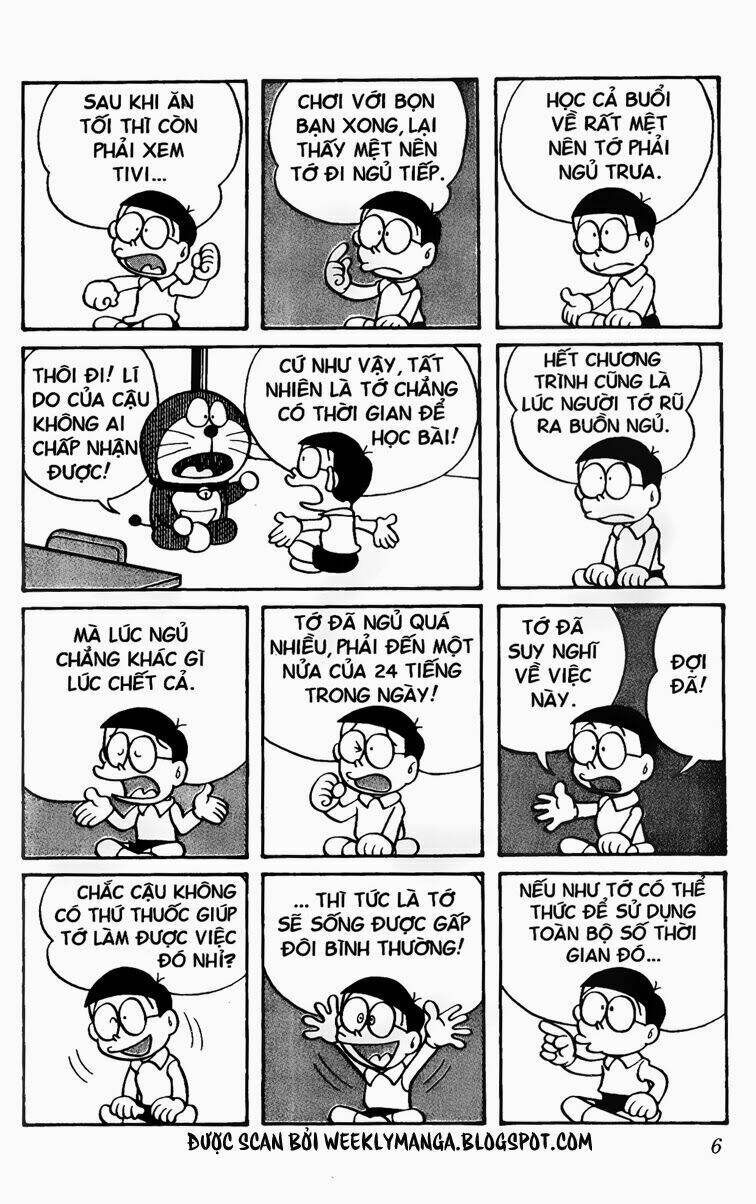 HỌC CẢ BUỔI
VỀ RẤT MỆT
NÊN TỚ PHẢI
NGỦ TRƯA.
CHƠI VỚI BỌN
BẠN XONG, LẠI
THẤY MỆT NÊN
TỚ ĐI NGỦ TIẾP.
SAU KHI ĂN
TỐI THÌ CÒN
PHẢI XEM
TIVI...
HẾT CHƯƠNG
TRÌNH CŨNG LÀ
LÚC NGƯỜI TỚ RŨ
RA BUỒN NGỦ.
CỨ NHƯ VẬY, TẤT
NHIÊN LÀ TỚ CHẲNG
CÓ THỜI GIAN ĐỂ
HỌC BÀI!
THÔI ĐI! LÍ
DO CỦA CẬU
KHÔNG AI
CHẤP NHẬN
ĐƯỢC!
ĐỢI
ĐÃ!
TỚ ĐÃ
SUY NGHĨ
VỀ VIỆC
NÀY.
TỚ ĐÃ NGỦ QUÁ
NHIỀU, PHẢI ĐẾN MỘT
NỬA CỦA 24 TIẾNG
TRONG NGÀY!
MÀ LÚC NGỦ
CHẲNG KHÁC GÌ
LÚC CHẾT CẢ.
NẾU NHƯ TỚ CÓ THỂ
THỨC ĐỂ SỬ DỤNG
TOÀN BỘ SỐ THỜI
GIAN ĐÓ...
... THÌ TỨC LÀ TỚ
SẼ SỐNG ĐƯỢC GẤP
ĐÔI BÌNH THƯỜNG!
CHẮC CẬU KHÔNG
CÓ THỨ THUỐC GIÚP
TỚ LÀM ĐƯỢC VIỆC
ĐÓ NHỈ?
ĐƯỢC SCAN BỞI WEEKLYMANGA.BLOGSPOT.COM
6